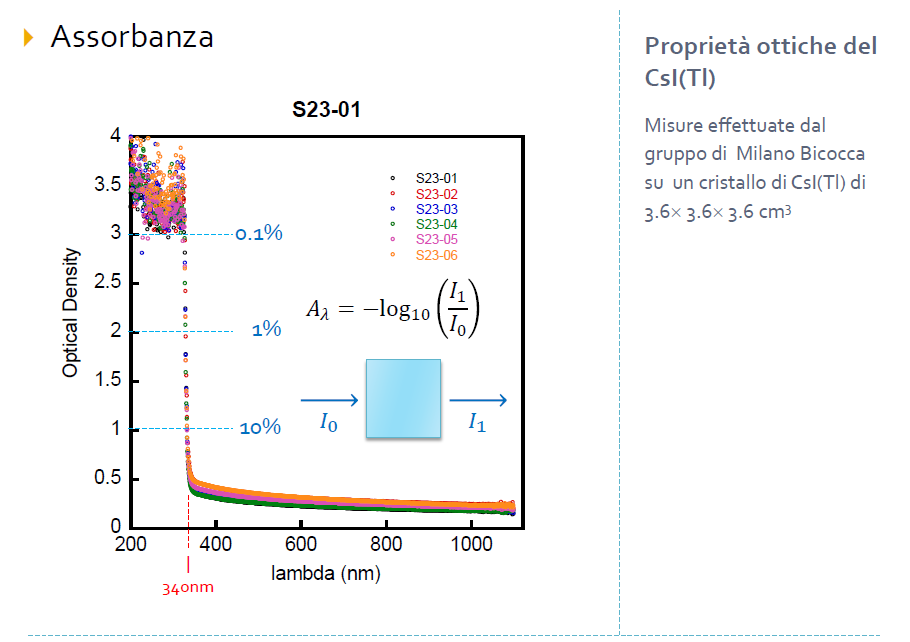 Assorbanza
Proprietà ottiche del
CsI(Tl)
Misure effettuate dal
gruppo di Milano Bicocca
su un cristallo di CsI(Tl) di
3.6× 3.6× 3.6 cm³
S23-01
4
3.5
3
2.5
2
1.5
1
0.5
0
Optical Density
S23-01
S23-02
S23-03
S23-04
S23-05
S23-06
0.1%
1%
10%
A_λ = −log₁₀(I₁/I₀)
I₀
I₁
200 400 600 800 1000
lambda (nm)
340nm